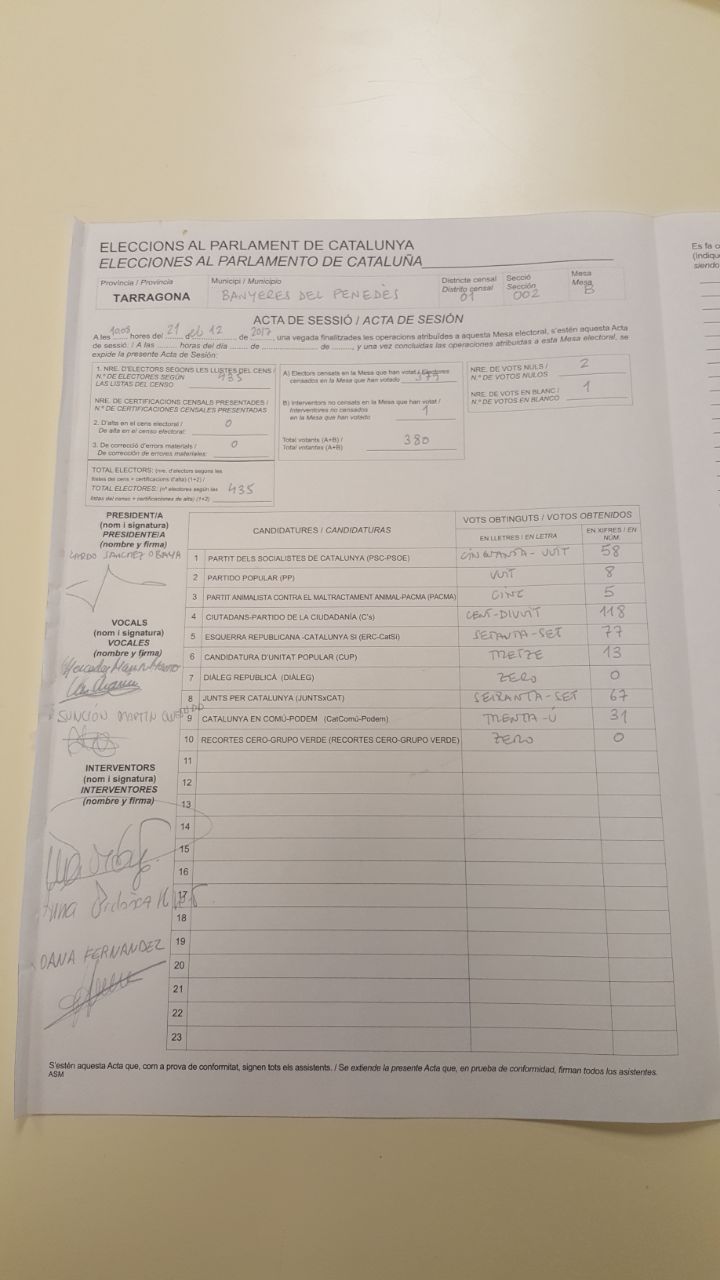 ELECCIONS AL PARLAMENT DE CATALUNYA
ELECCIONES AL PARLAMENTO DE CATALUÑA
Es fa c
(indiqu
siendo
Provincia / Provincia
TARRAGONA
Municipi / Municipio
BANYERES DEL PENEDÈS
Districte censal
Distrito censal
01
Secció
Sección
002
Mesa
Mesa
B
ACTA DE SESSIÓ / ACTA DE SESIÓN
A les hores del 21 del 12 de 2017, una vegada finalitzades les operacions atribuïdes a aquesta Mesa electoral, s'estén aquesta Acta
de sessió: / A las ........ horas del día ........ de .................... de ........, y una vez concluidas las operaciones atribuidas a esta Mesa electoral, se
expide la presente Acta de Sesión:
1. NRE. D'ELECTORS SEGONS LES LLISTES DEL CENS /
N.º DE ELECTORES SEGÚN
LAS LISTAS DEL CENSO
435
NRE. DE CERTIFICACIONS CENSALS PRESENTADES /
N.º DE CERTIFICACIONES CENSALES PRESENTADAS
2. D'alta en el cens electoral /
De alta en el censo electoral:
0
3. De correcció d'errors materials /
De corrección de errores materiales:
0
TOTAL ELECTORS: (nre. d'electors segons les
llistes del cens + certificacions d'alta) (1+2) /
TOTAL ELECTORES: (nº electores según las
listas del censo + certificaciones de alta) (1+2)
435
A) Electors censats en la Mesa que han votat / Electores
censados en la Mesa que han votado
379
B) Interventors no censats en la Mesa que han votat /
Interventores no censados
en la Mesa que han votado
1
Total votants (A+B) /
Total votantes (A+B)
380
NRE. DE VOTS NULS /
N.º DE VOTOS NULOS
2
NRE. DE VOTS EN BLANC /
N.º DE VOTOS EN BLANCO
1
PRESIDENT/A
(nom i signatura)
PRESIDENTE/A
(nombre y firma)
SANCHEZ OBAYA
VOCALS
(nom i signatura)
VOCALES
(nombre y firma)
SUNCIÓN MARTIN
INTERVENTORS
(nom i signatura)
INTERVENTORES
(nombre y firma)
OANA FERNANDEZ
CANDIDATURES / CANDIDATURAS
VOTS OBTINGUTS / VOTOS OBTENIDOS
EN LLETRES / EN LETRA
EN XIFRES / EN NÚM.
1 PARTIT DELS SOCIALISTES DE CATALUNYA (PSC-PSOE) CINQUANTA-VUIT 58
2 PARTIDO POPULAR (PP) VUIT 8
3 PARTIT ANIMALISTA CONTRA EL MALTRACTAMENT ANIMAL-PACMA (PACMA) CINC 5
4 CIUTADANS-PARTIDO DE LA CIUDADANÍA (C's) CENT-DIVUIT 118
5 ESQUERRA REPUBLICANA -CATALUNYA SI (ERC-CatSI) SETANTA-SET 77
6 CANDIDATURA D'UNITAT POPULAR (CUP) TRETZE 13
7 DIÀLEG REPUBLICÀ (DIÀLEG) ZERO 0
8 JUNTS PER CATALUNYA (JUNTSxCAT) SEIXANTA-SET 67
9 CATALUNYA EN COMÚ-PODEM (CatComú-Podem) TRENTA-Ú 31
10 RECORTES CERO-GRUPO VERDE (RECORTES CERO-GRUPO VERDE) ZERO 0
11
12
13
14
15
16
17
18
19
20
21
22
23
S'estén aquesta Acta que, com a prova de conformitat, signen tots els assistents. / Se extiende la presente Acta que, en prueba de conformidad, firman todos los asistentes.
ASM